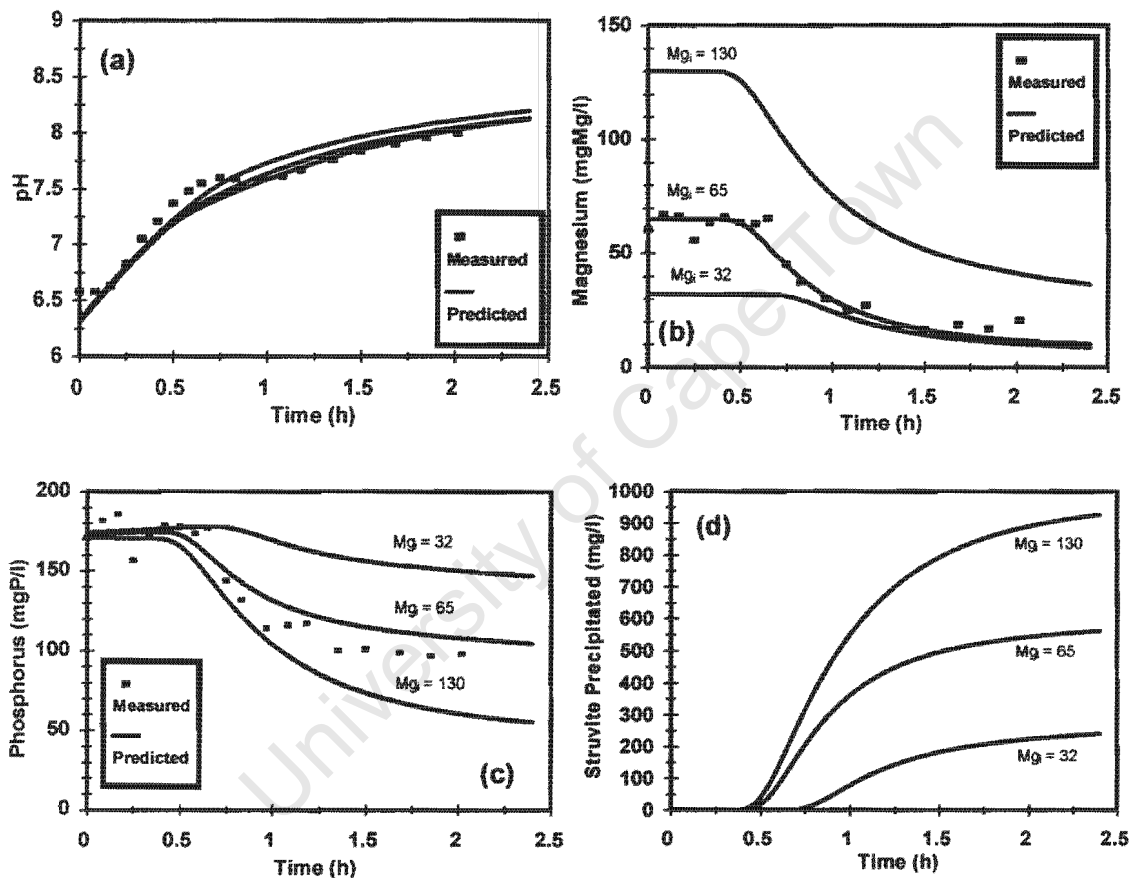 (a)
pH
9
8.5
8
7.5
7
6.5
6
0 0.5 1 1.5 2 2.5
Time (h)
Measured
Predicted
(b)
Magnesium (mgMg/l)
150
100
50
0
0 0.5 1 1.5 2 2.5
Time (h)
Mgi = 130
Mgi = 65
Mgi = 32
Measured
Predicted
(c)
Phosphorus (mgP/l)
200
150
100
50
0
0 0.5 1 1.5 2 2.5
Time (h)
Mgi = 32
Mgi = 65
Mgi = 130
Measured
Predicted
(d)
Struvite Precipitated (mg/l)
1000
900
800
700
600
500
400
300
200
100
0
0 0.5 1 1.5 2 2.5
Time (h)
Mgi = 130
Mgi = 65
Mgi = 32
University of Cape Town